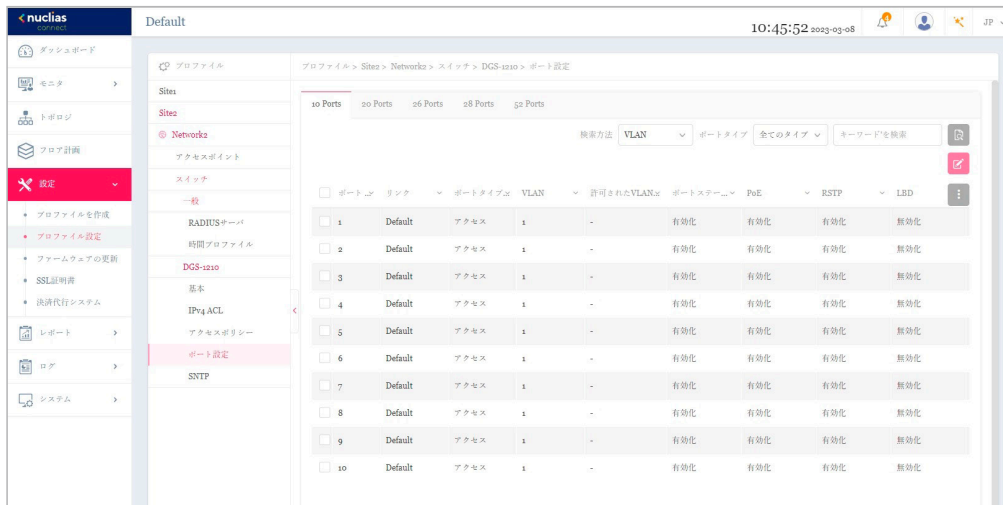 nuclias
connect
Default
10:45:52 2023-03-08
4
JP
ダッシュボード
モニタ
トポロジ
フロア計画
設定
プロファイルを作成
プロファイル設定
ファームウェアの更新
SSL証明書
決済代行システム
レポート
ログ
システム
プロファイル
Site1
Site2
Network2
アクセスポイント
スイッチ
一般
RADIUSサーバ
時間プロファイル
DGS-1210
基本
IPv4 ACL
アクセスポリシー
ポート設定
SNTP
プロファイル > Site2 > Network2 > スイッチ > DGS-1210 > ポート設定
10 Ports 20 Ports 26 Ports 28 Ports 52 Ports
検索方法 VLAN ポートタイプ 全てのタイプ キーワードを検索
ポート... リンク ポートタイプ... VLAN 許可されたVLAN... ポートステー... PoE RSTP LBD
1 Default アクセス 1 - 有効化 有効化 有効化 無効化
2 Default アクセス 1 - 有効化 有効化 有効化 無効化
3 Default アクセス 1 - 有効化 有効化 有効化 無効化
4 Default アクセス 1 - 有効化 有効化 有効化 無効化
5 Default アクセス 1 - 有効化 有効化 有効化 無効化
6 Default アクセス 1 - 有効化 有効化 有効化 無効化
7 Default アクセス 1 - 有効化 有効化 有効化 無効化
8 Default アクセス 1 - 有効化 有効化 有効化 無効化
9 Default アクセス 1 - 有効化 有効化 有効化 無効化
10 Default アクセス 1 - 有効化 有効化 有効化 無効化